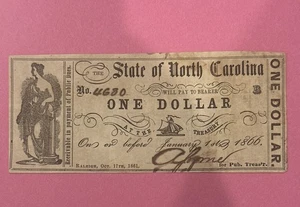 THE State of North Carolina
No. 4630 WILL PAY TO BEARER B
ONE DOLLAR
AT THE TREASURY
On or before January 1st, 1866.
RALEIGH, OCT. 17TH, 1861.
for Pub. Treas'r.
Receivable in payment of Public dues.
ONE DOLLAR.